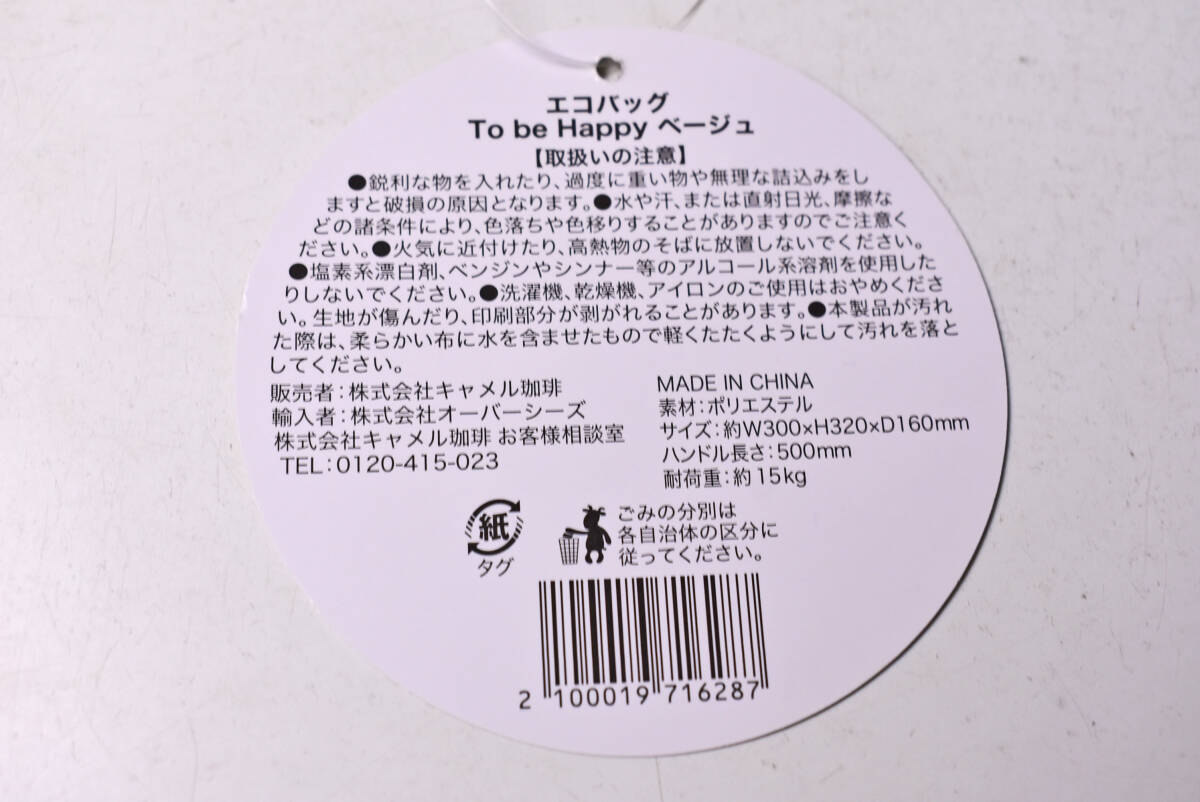 エコバッグ
To be Happy ベージュ
【取扱いの注意】
●鋭利な物を入れたり、過度に重い物や無理な詰込みをし
ますと破損の原因となります。●水や汗、または直射日光、摩擦な
どの諸条件により、色落ちや色移りすることがありますのでご注意く
ださい。●火気に近付けたり、高熱物のそばに放置しないでください。
●塩素系漂白剤、ベンジンやシンナー等のアルコール系溶剤を使用した
りしないでください。●洗濯機、乾燥機、アイロンのご使用はおやめくださ
い。生地が傷んだり、印刷部分が剥がれることがあります。●本製品が汚れ
た際は、柔らかい布に水を含ませたもので軽くたたくようにして汚れを落と
してください。
販売者：株式会社キャメル珈琲
輸入者：株式会社オーバーシーズ
株式会社キャメル珈琲 お客様相談室
TEL：0120-415-023
MADE IN CHINA
素材：ポリエステル
サイズ：約W300×H320×D160mm
ハンドル長さ：500mm
耐荷重：約15kg
紙
タグ
ごみの分別は
各自治体の区分に
従ってください。
2 100019 716287